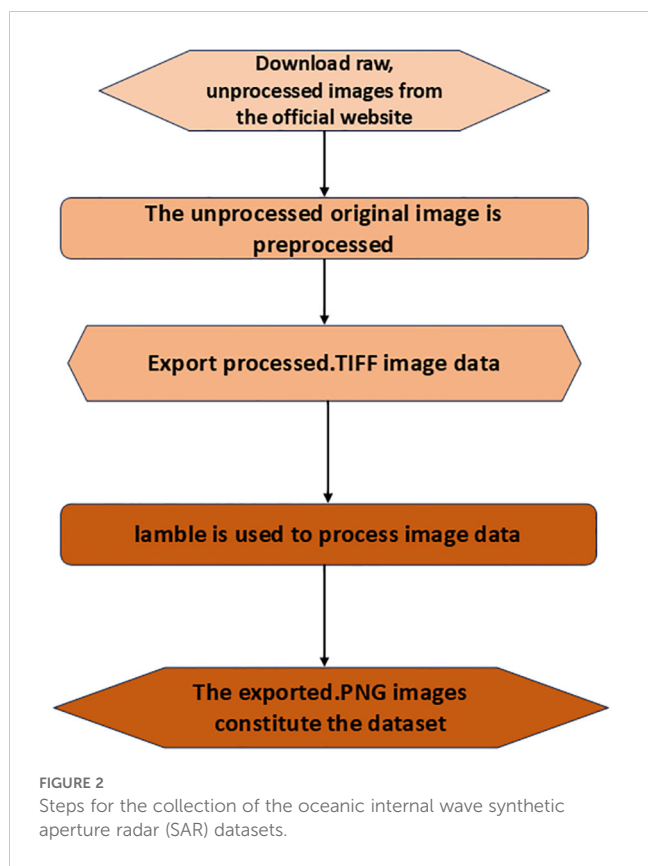 Download raw,
unprocessed images from
the official website
The unprocessed original image is
preprocessed
Export processed.TIFF image data
lamble is used to process image data
The exported.PNG images
constitute the dataset
FIGURE 2
Steps for the collection of the oceanic internal wave synthetic
aperture radar (SAR) datasets.